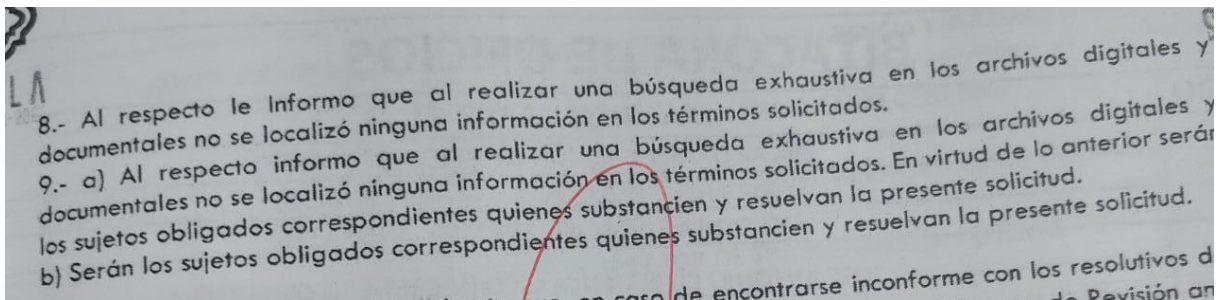 LA
8.- Al respecto le Informo que al realizar una búsqueda exhaustiva en los archivos digitales y
documentales no se localizó ninguna información en los términos solicitados.
9.- a) Al respecto informo que al realizar una búsqueda exhaustiva en los archivos digitales y
documentales no se localizó ninguna información en los términos solicitados. En virtud de lo anterior serán
los sujetos obligados correspondientes quienes substancien y resuelvan la presente solicitud.
b) Serán los sujetos obligados correspondientes quienes substancien y resuelvan la presente solicitud.
caso de encontrarse inconforme con los resolutivos d
Revisión an